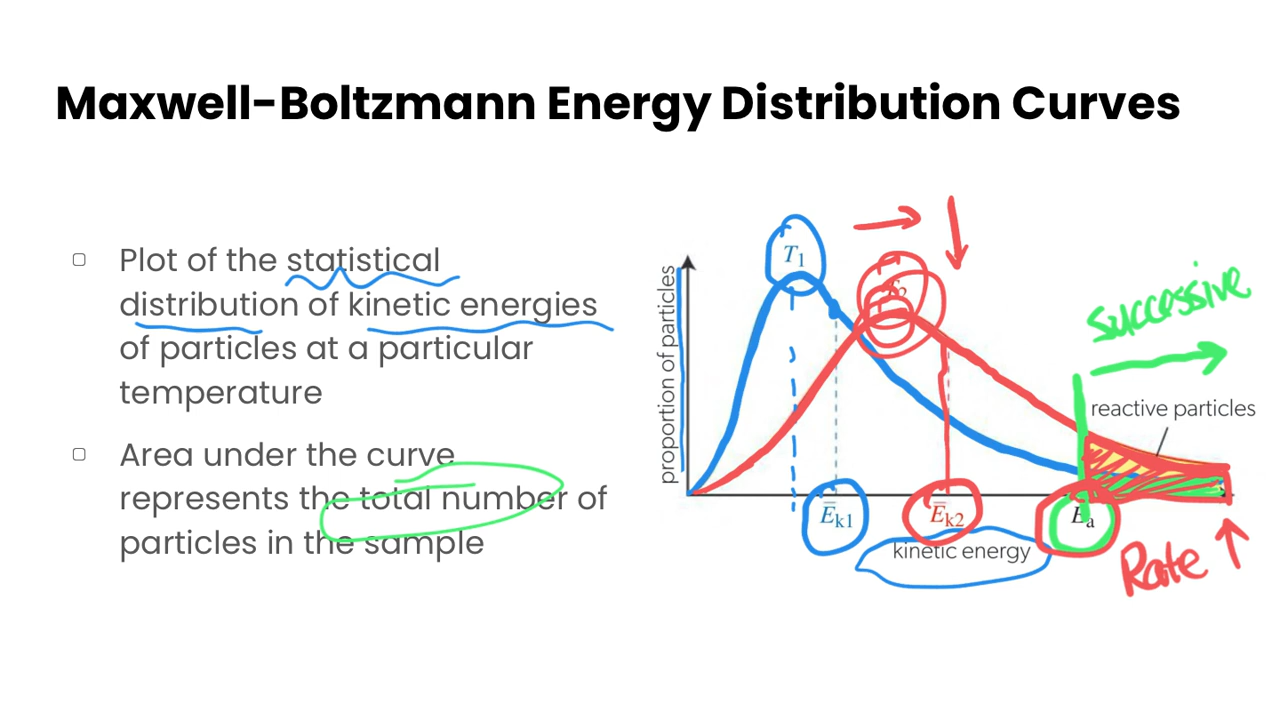 Maxwell-Boltzmann Energy Distribution Curves
Plot of the statistical
distribution of kinetic energies
of particles at a particular
temperature
Area under the curve
represents the total number of
particles in the sample
proportion of particles
T1
T2
successive
reactive particles
Ēk1
Ēk2
Ea
kinetic energy
Rate ↑